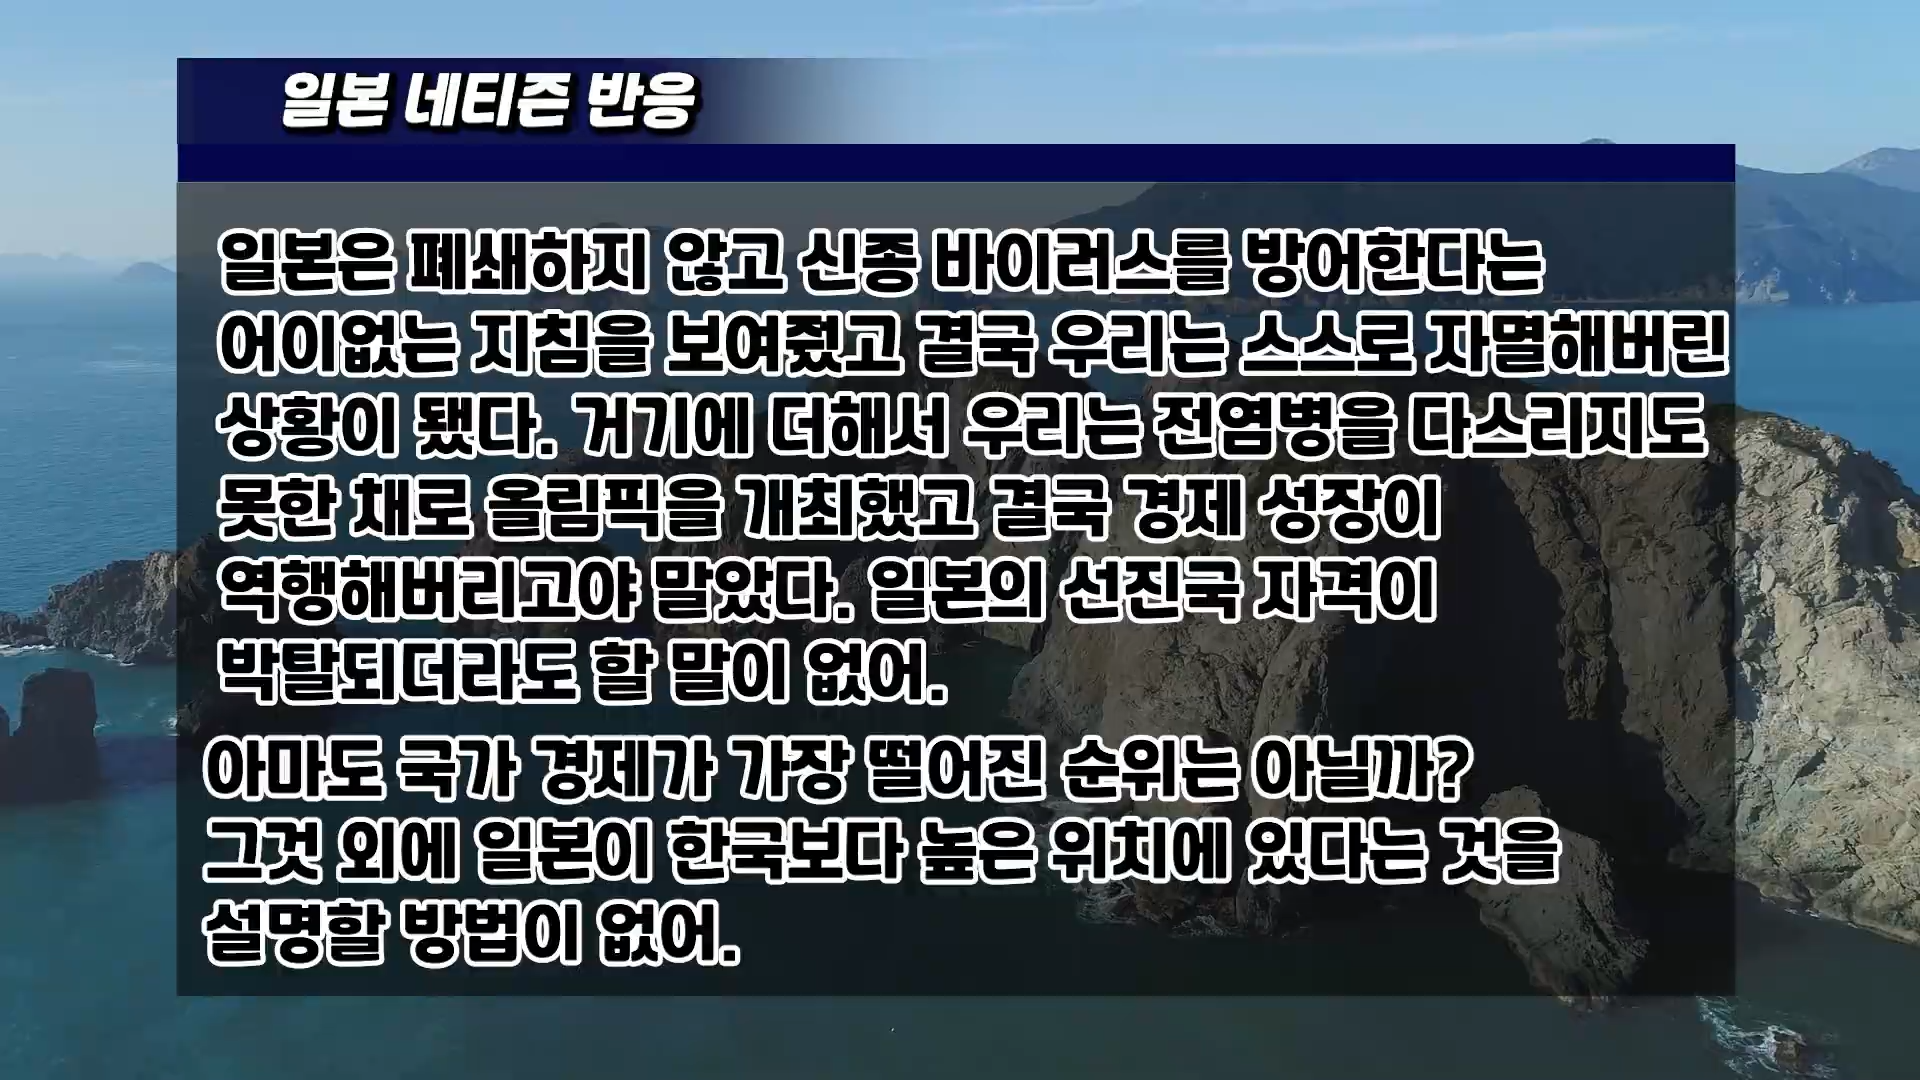 일본 네티즌 반응
일본은 폐쇄하지 않고 신종 바이러스를 방어한다는
어이없는 지침을 보여줬고 결국 우리는 스스로 자멸해버린
상황이 됐다. 거기에 더해서 우리는 전염병을 다스리지도
못한 채로 올림픽을 개최했고 결국 경제 성장이
역행해버리고야 말았다. 일본의 선진국 자격이
박탈되더라도 할 말이 없어.
아마도 국가 경제가 가장 떨어진 순위는 아닐까?
그것 외에 일본이 한국보다 높은 위치에 있다는 것을
설명할 방법이 없어.